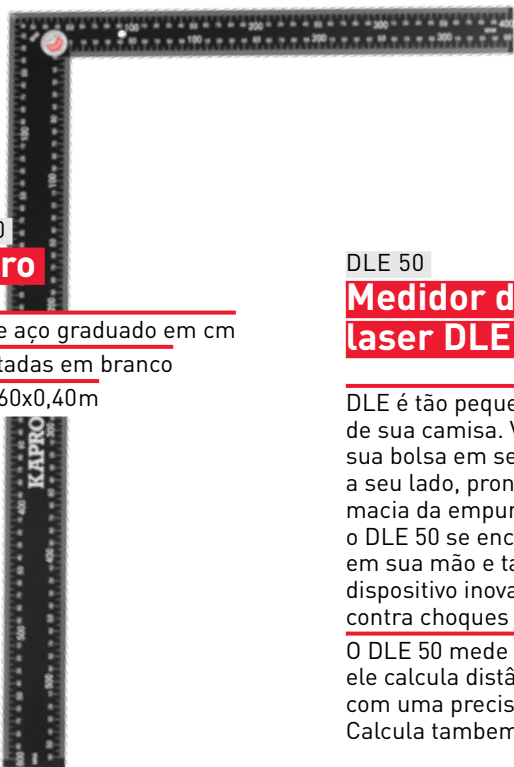 0
ro
e aço graduado em cm
tadas em branco
60x0,40m
KAPRO
DLE 50
Medidor d
laser DLE
DLE é tão peque
de sua camisa. V
sua bolsa em se
a seu lado, pron
macia da empur
o DLE 50 se enc
em sua mão e ta
dispositivo inova
contra choques
O DLE 50 mede
ele calcula distâ
com uma precis
Calcula tambem